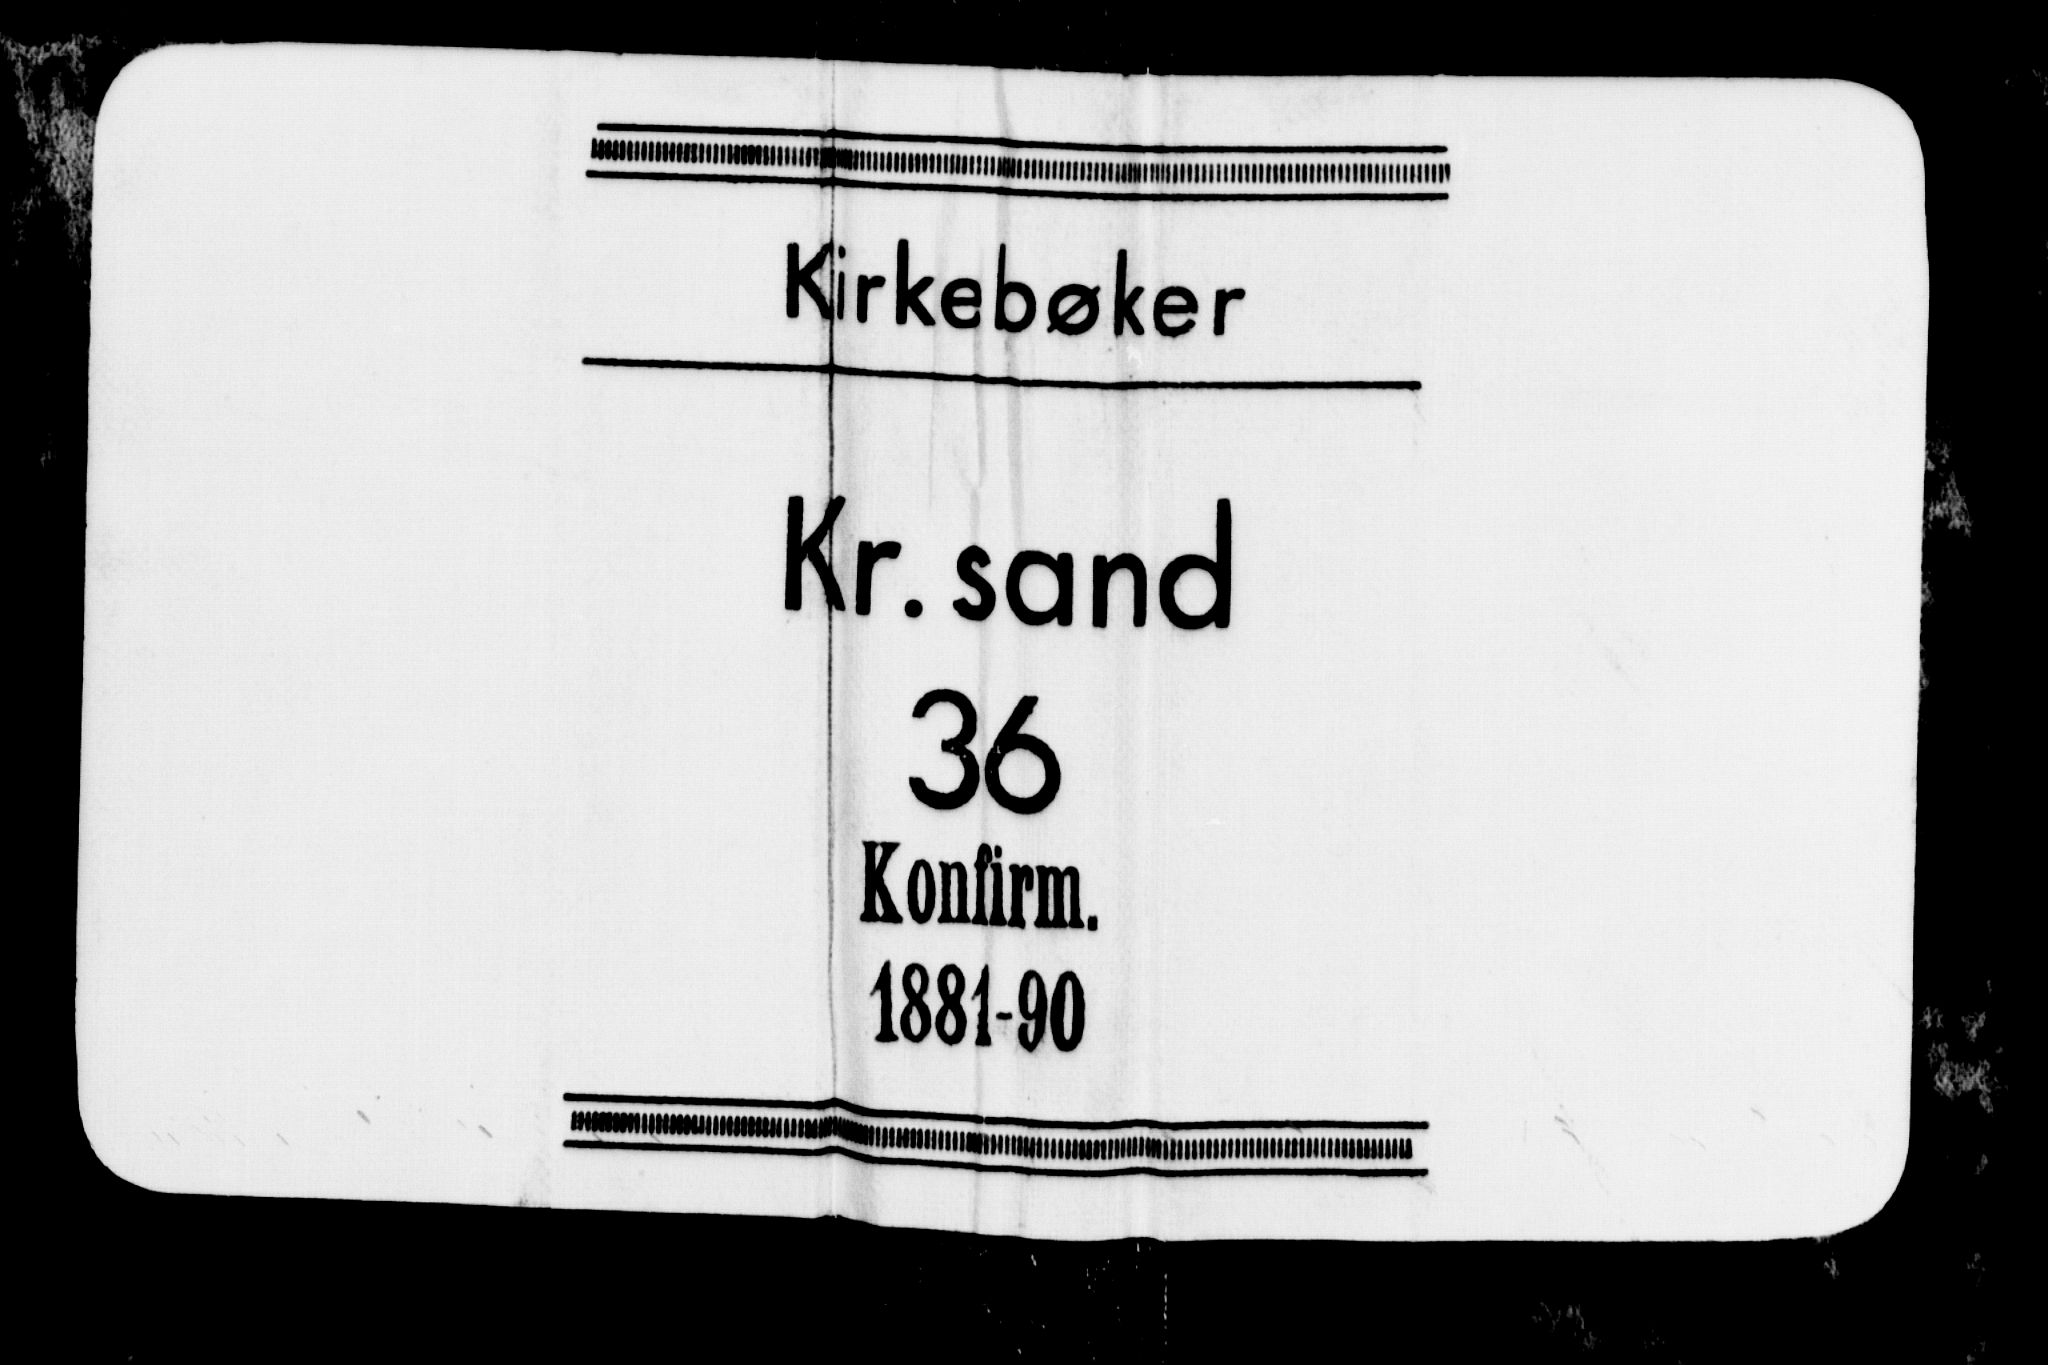 Kirkebøker
Kr. sand
36
Konfirm.
1881-90